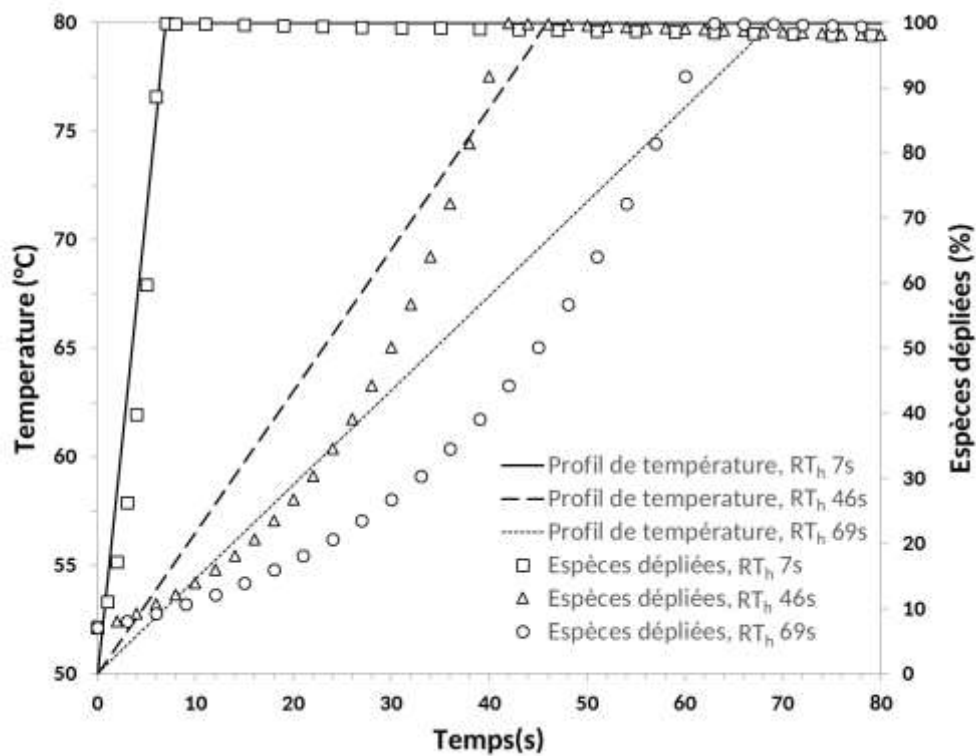 80
75
70
65
60
55
50
Temperature (°C)
100
90
80
70
60
50
40
30
20
10
0
Espèces dépliées (%)
Profil de température, RTₕ 7s
Profil de temperature, RTₕ 46s
Profil de température, RTₕ 69s
Espèces dépliées, RTₕ 7s
Espèces dépliées, RTₕ 46s
Espèces dépliées, RTₕ 69s
0 10 20 30 40 50 60 70 80
Temps(s)